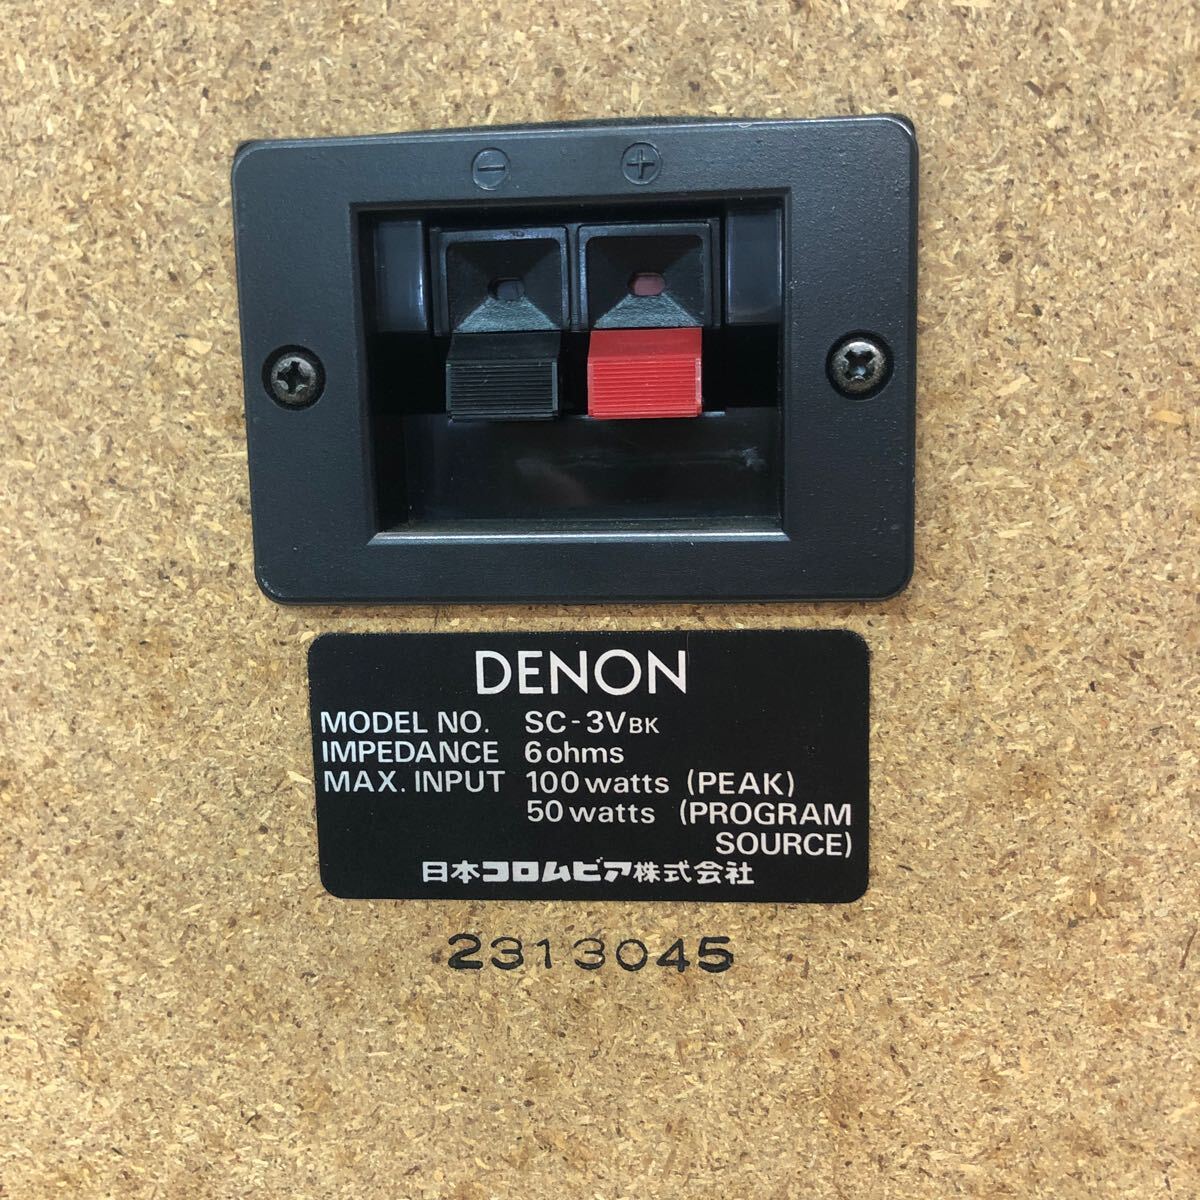 − +
DENON
MODEL NO. SC-3VBK
IMPEDANCE 6ohms
MAX. INPUT 100watts (PEAK)
50watts (PROGRAM
SOURCE)
日本コロムビア株式会社
2313045